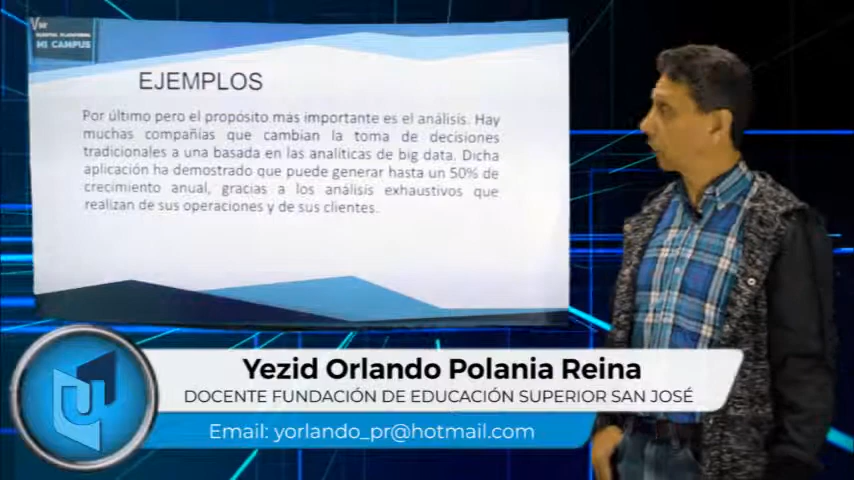 MI CAMPUS
EJEMPLOS
Por último pero el propósito más importante es el análisis. Hay
muchas compañías que cambian la toma de decisiones
tradicionales a una basada en las analíticas de big data. Dicha
aplicación ha demostrado que puede generar hasta un 50% de
crecimiento anual, gracias a los análisis exhaustivos que
realizan de sus operaciones y de sus clientes.
Yezid Orlando Polania Reina
DOCENTE FUNDACIÓN DE EDUCACIÓN SUPERIOR SAN JOSÉ
Email: yorlando_pr@hotmail.com